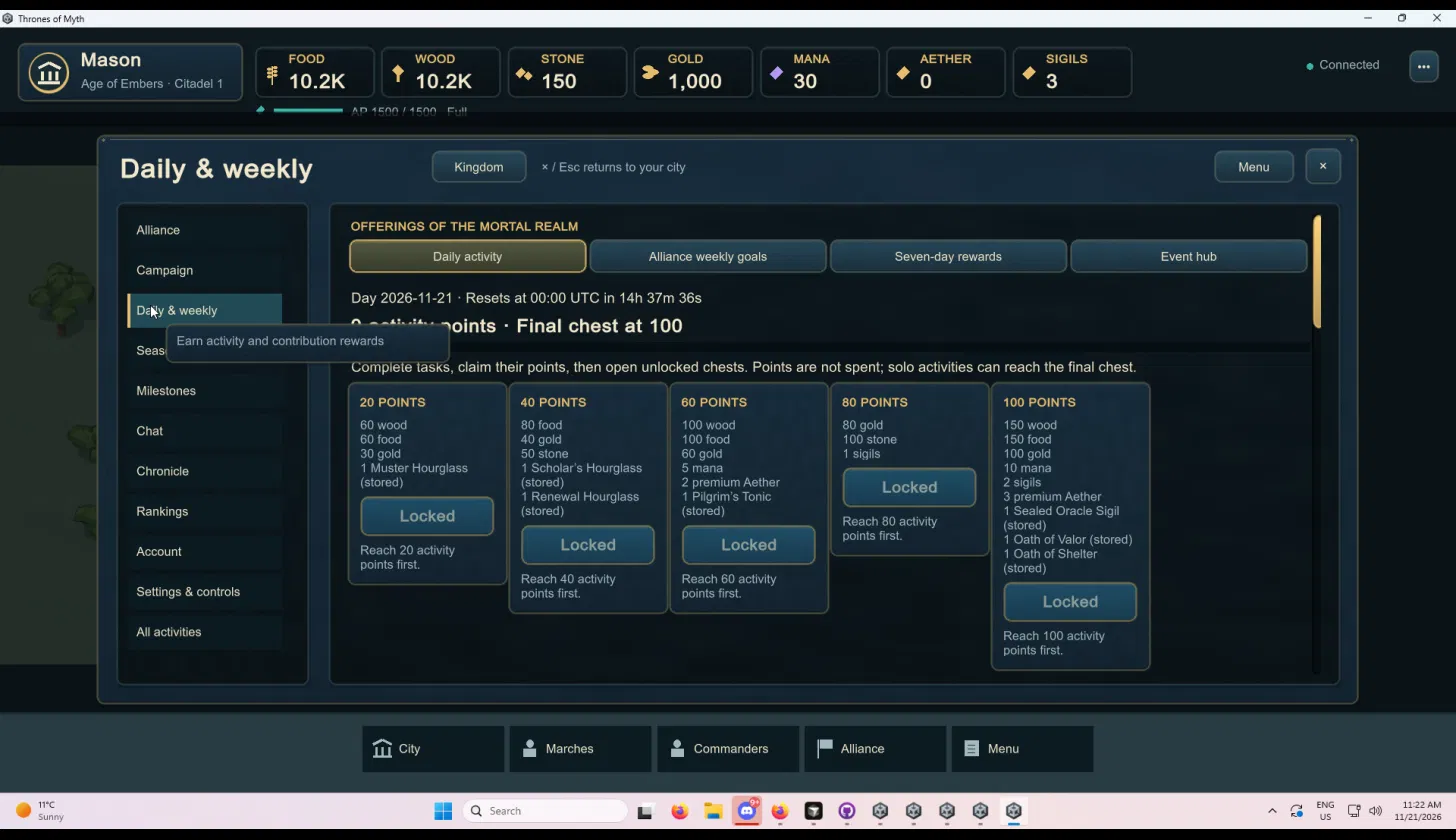 Thrones of Myth
Mason
Age of Embers · Citadel 1
FOOD
10.2K
WOOD
10.2K
STONE
150
GOLD
1,000
MANA
30
AETHER
0
SIGILS
3
Connected
AP 1500 / 1500 · Full
Daily & weekly
Kingdom
× / Esc returns to your city
Menu
×
Alliance
Campaign
Daily & weekly
Earn activity and contribution rewards
Milestones
Chat
Chronicle
Rankings
Account
Settings & controls
All activities
OFFERINGS OF THE MORTAL REALM
Daily activity
Alliance weekly goals
Seven-day rewards
Event hub
Day 2026-11-21 · Resets at 00:00 UTC in 14h 37m 36s
0 activity points · Final chest at 100
Complete tasks, claim their points, then open unlocked chests. Points are not spent; solo activities can reach the final chest.
20 POINTS
60 wood
60 food
30 gold
1 Muster Hourglass
(stored)
Locked
Reach 20 activity
points first.
40 POINTS
80 food
40 gold
50 stone
1 Scholar's Hourglass
(stored)
1 Renewal Hourglass
(stored)
Locked
Reach 40 activity
points first.
60 POINTS
100 wood
100 food
60 gold
5 mana
2 premium Aether
1 Pilgrim's Tonic
(stored)
Locked
Reach 60 activity
points first.
80 POINTS
80 gold
100 stone
1 sigils
Locked
Reach 80 activity
points first.
100 POINTS
150 wood
150 food
100 gold
10 mana
2 sigils
3 premium Aether
1 Sealed Oracle Sigil
(stored)
1 Oath of Valor (stored)
1 Oath of Shelter
(stored)
Locked
Reach 100 activity
points first.
City
Marches
Commanders
Alliance
Menu
11°C
Sunny
Search
9+
ENG
US
11:22 AM
11/21/2026